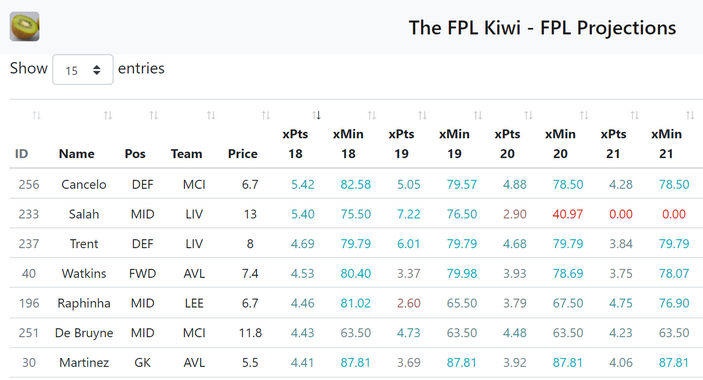 The FPL Kiwi - FPL Projections
Show 15 entries
xPts xMin xPts xMin xPts xMin xPts xMin
ID Name Pos Team Price 18 18 19 19 20 20 21 21
256 Cancelo DEF MCI 6.7 5.42 82.58 5.05 79.57 4.88 78.50 4.28 78.50
233 Salah MID LIV 13 5.40 75.50 7.22 76.50 2.90 40.97 0.00 0.00
237 Trent DEF LIV 8 4.69 79.79 6.01 79.79 4.68 79.79 3.84 79.79
40 Watkins FWD AVL 7.4 4.53 80.40 3.37 79.98 3.93 78.69 3.75 78.07
196 Raphinha MID LEE 6.7 4.46 81.02 2.60 65.50 3.79 67.50 4.75 76.90
251 De Bruyne MID MCI 11.8 4.43 63.50 4.73 63.50 4.48 63.50 4.23 63.50
30 Martinez GK AVL 5.5 4.41 87.81 3.69 87.81 3.92 87.81 4.06 87.81